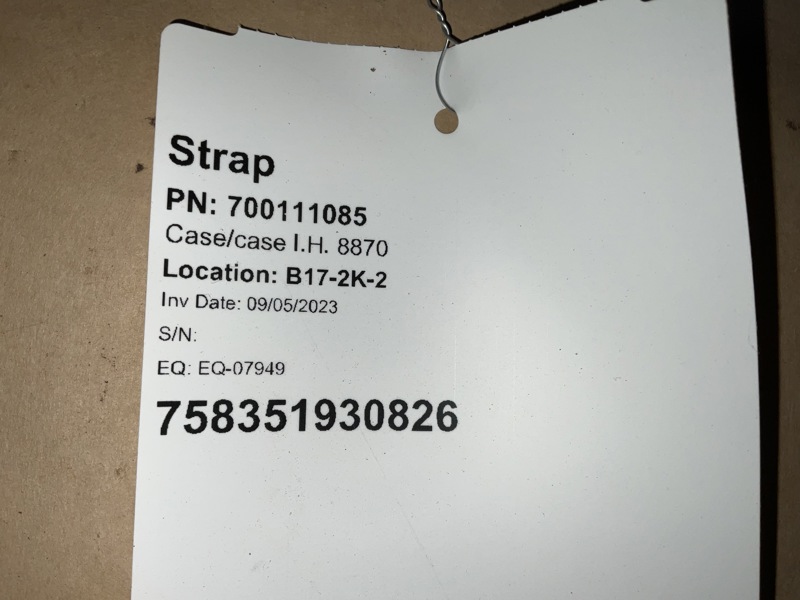 Strap
PN: 700111085
Case/case I.H. 8870
Location: B17-2K-2
Inv Date: 09/05/2023
S/N:
EQ: EQ-07949
758351930826